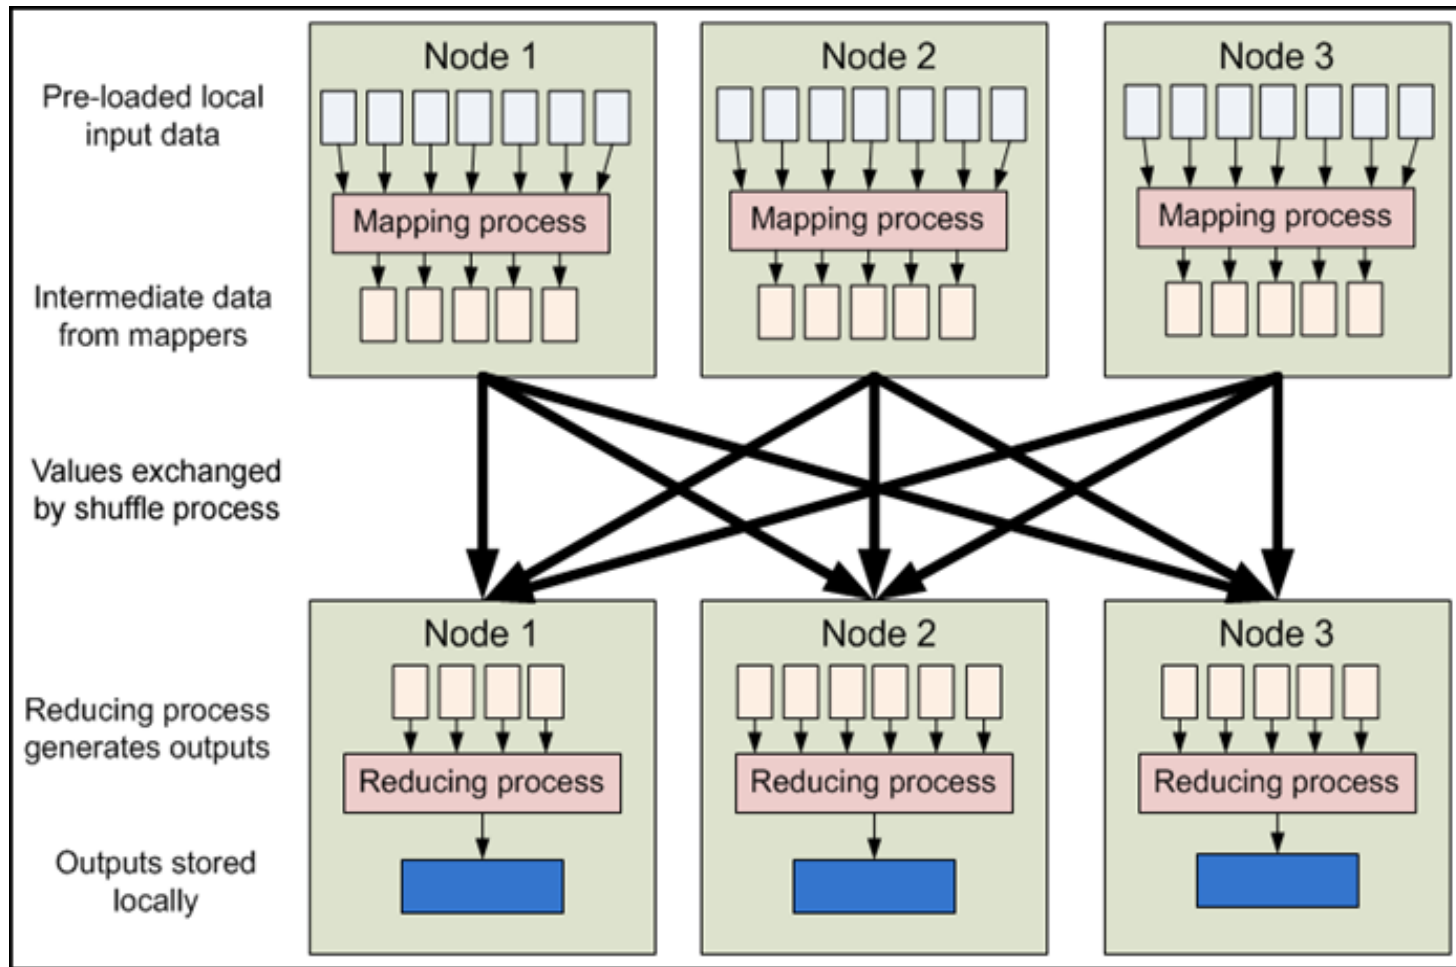 Node 1
Node 2
Node 3
Pre-loaded local
input data
Mapping process
Mapping process
Mapping process
Intermediate data
from mappers
Values exchanged
by shuffle process
Node 1
Node 2
Node 3
Reducing process
generates outputs
Reducing process
Reducing process
Reducing process
Outputs stored
locally